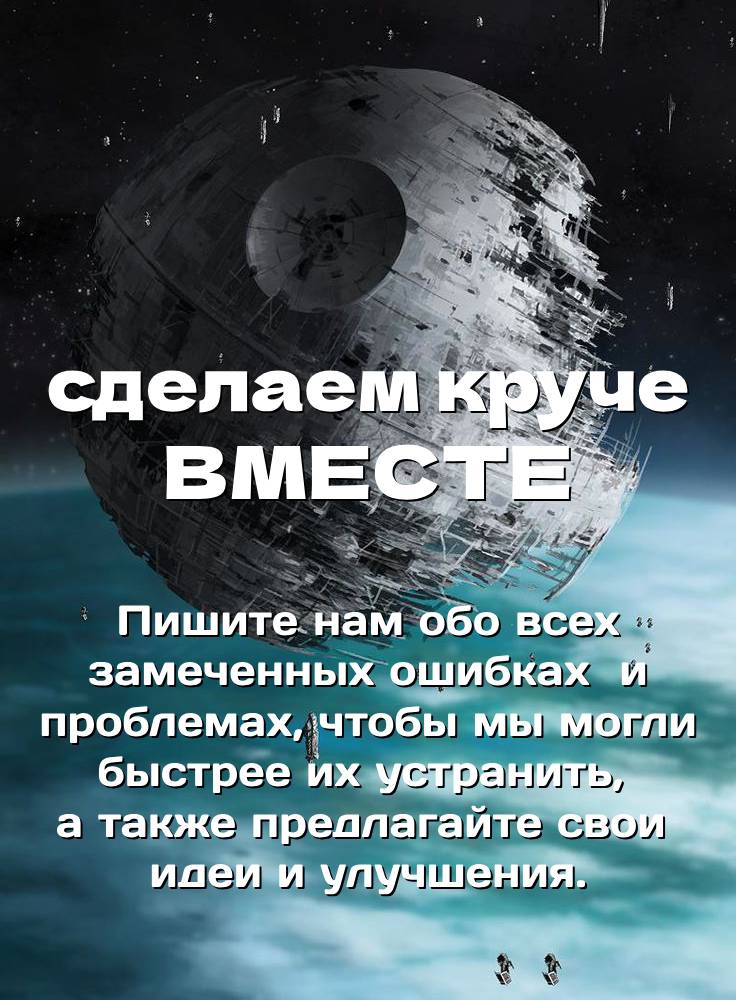 сделаем круче
ВМЕСТЕ
Пишите нам обо всех
замеченных ошибках и
проблемах, чтобы мы могли
быстрее их устранить,
а также предлагайте свои
идеи и улучшения.